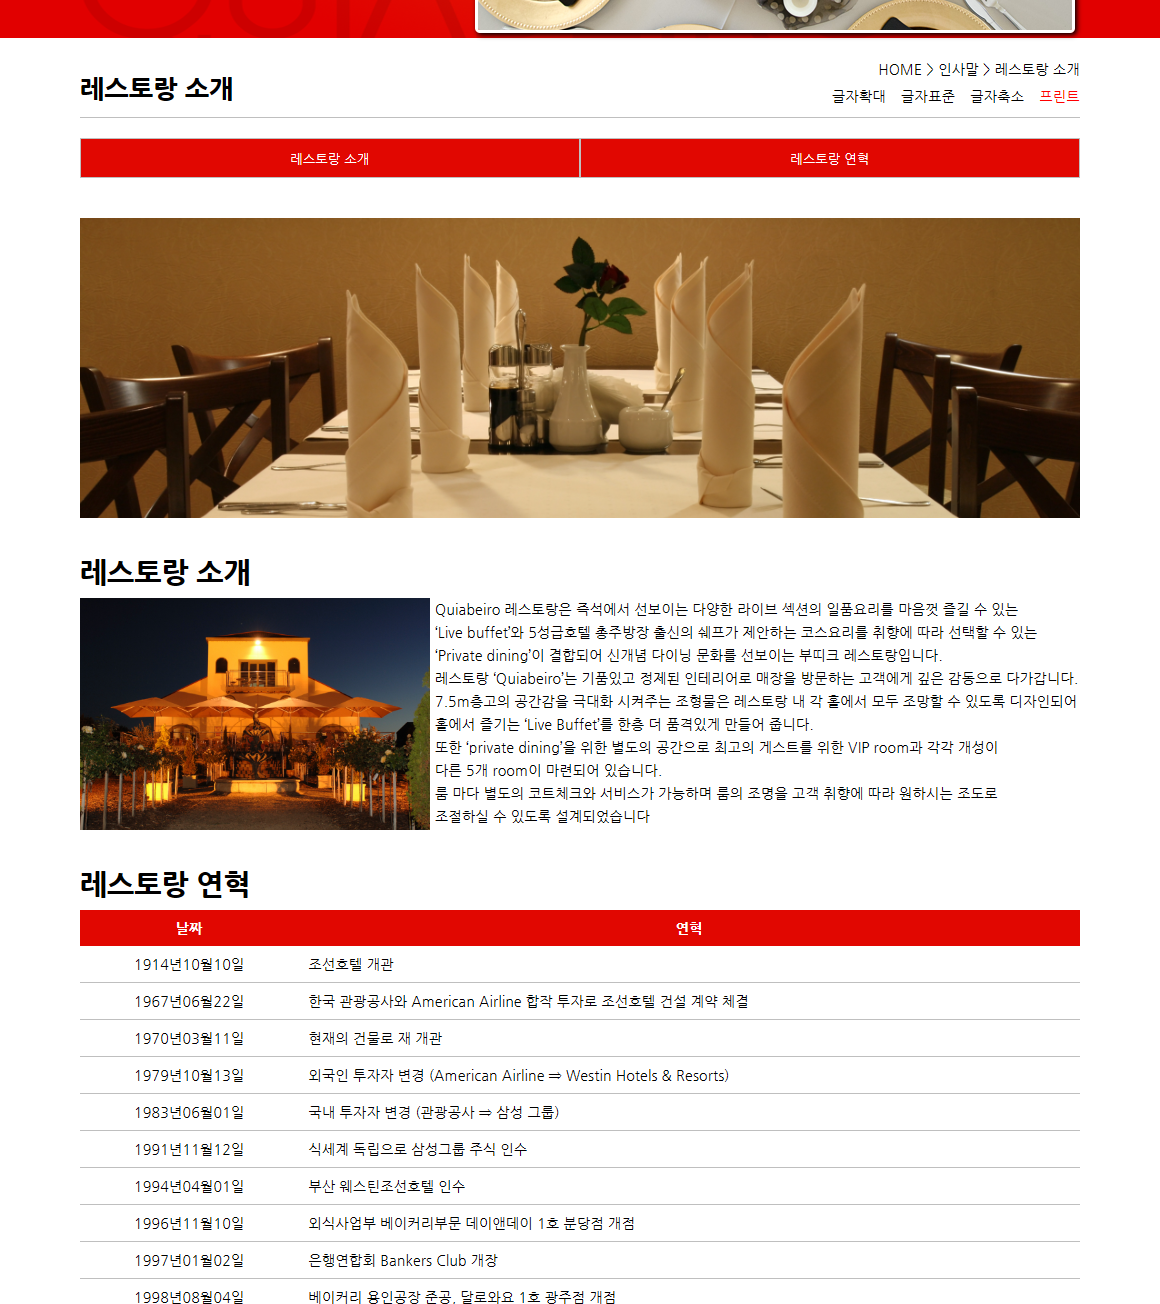 레스토랑 소개
HOME > 인사말 > 레스토랑 소개
글자확대 글자표준 글자축소 프린트
레스토랑 소개 레스토랑 연혁
레스토랑 소개
Quiabeiro 레스토랑은 즉석에서 선보이는 다양한 라이브 섹션의 일품요리를 마음껏 즐길 수 있는
‘Live buffet’와 5성급호텔 총주방장 출신의 쉐프가 제안하는 코스요리를 취향에 따라 선택할 수 있는
‘Private dining’이 결합되어 신개념 다이닝 문화를 선보이는 부띠크 레스토랑입니다.
레스토랑 ‘Quiabeiro’는 기품있고 정제된 인테리어로 매장을 방문하는 고객에게 깊은 감동으로 다가갑니다.
7.5m층고의 공간감을 극대화 시켜주는 조형물은 레스토랑 내 각 홀에서 모두 조망할 수 있도록 디자인되어
홀에서 즐기는 ‘Live Buffet’를 한층 더 품격있게 만들어 줍니다.
또한 ‘private dining’을 위한 별도의 공간으로 최고의 게스트를 위한 VIP room과 각각 개성이
다른 5개 room이 마련되어 있습니다.
룸 마다 별도의 코트체크와 서비스가 가능하며 룸의 조명을 고객 취향에 따라 원하시는 조도로
조절하실 수 있도록 설계되었습니다
레스토랑 연혁
날짜 연혁
1914년10월10일 조선호텔 개관
1967년06월22일 한국 관광공사와 American Airline 합작 투자로 조선호텔 건설 계약 체결
1970년03월11일 현재의 건물로 재 개관
1979년10월13일 외국인 투자자 변경 (American Airline ⇒ Westin Hotels & Resorts)
1983년06월01일 국내 투자자 변경 (관광공사 ⇒ 삼성 그룹)
1991년11월12일 식세계 독립으로 삼성그룹 주식 인수
1994년04월01일 부산 웨스틴조선호텔 인수
1996년11월10일 외식사업부 베이커리부문 데이앤데이 1호 분당점 개점
1997년01월02일 은행연합회 Bankers Club 개장
1998년08월04일 베이커리 용인공장 준공, 달로와요 1호 광주점 개점